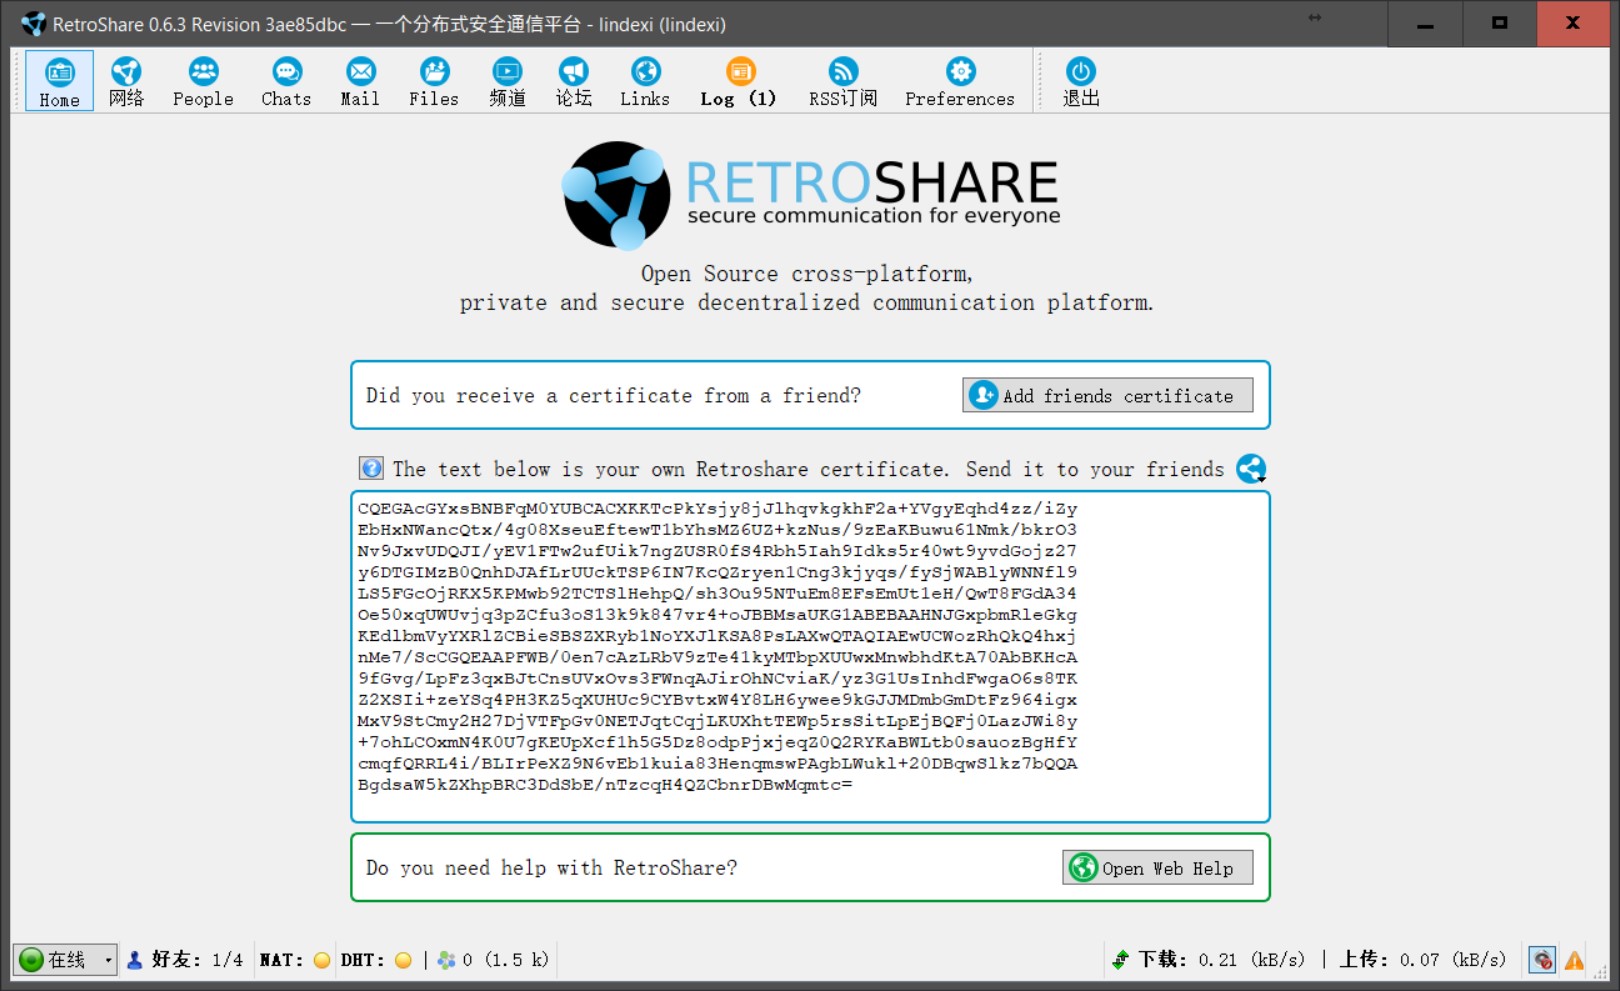 RetroShare 0.6.3 Revision 3ae85dbc — 一个分布式安全通信平台 - lindexi (lindexi)
Home 网络 People Chats Mail Files 频道 论坛 Links Log (1) RSS订阅 Preferences 退出
RETROSHARE
secure communication for everyone
Open Source cross-platform,
private and secure decentralized communication platform.
Did you receive a certificate from a friend? Add friends certificate
The text below is your own Retroshare certificate. Send it to your friends
CQEGAcGYxsBNBFqM0YUBCACXKKTcPkYsjy8jJlhqvkgkhF2a+YVgyEqhd4zz/iZy
EbHxNWancQtx/4g08XseuEftewT1bYhsMZ6UZ+kzNus/9zEaKBuwu61Nmk/bkrO3
Nv9JxvUDQJI/yEV1FTw2ufUik7ngZUSR0fS4Rbh5Iah9Idks5r40wt9yvdGojz27
y6DTGIMzB0QnhDJAfLrUUckTSP6IN7KcQZryen1Cng3kjyqs/fySjWABlyWNNfl9
LS5FGcOjRKX5KPMwb92TCTSlHehpQ/sh3Ou95NTuEm8EFsEmUt1eH/QwT8FGdA34
Oe50xqUWUvjq3pZCfu3oS13k9k847vr4+oJBBMsaUKG1ABEBAAHNJGxpbmRleGkg
KEdlbmVyYXRlZCBieSBSZXRyb1NoYXJlKSA8PsLAXwQTAQIAEwUCWozRhQkQ4hxj
nMe7/ScCGQEAAPFWB/0en7cAzLRbV9zTe41kyMTbpXUUwxMnwbhdKtA70AbBKHcA
9fGvg/LpFz3qxBJtCnsUVxOvs3FWnqAJirOhNCviaK/yz3G1UsInhdFwgaO6s8TK
Z2XSIi+zeYSq4PH3KZ5qXUHUc9CYBvtxW4Y8LH6ywee9kGJJMDmbGmDtFz964igx
MxV9StCmy2H27DjVTFpGv0NETJqtCqjLKUXhtTEWp5rsSitLpEjBQFj0LazJWi8y
+7ohLCOxmN4K0U7gKEUpXcf1h5G5Dz8odpPjxjeqZ0Q2RYKaBWLtb0sauozBgHfY
cmqfQRRL4i/BLIrPeXZ9N6vEb1kuia83HenqmswPAgbLWukl+20DBqwSlkz7bQQA
BgdsaW5kZXhpBRC3DdSbE/nTzcqH4QZCbnrDBwMqmtc=
Do you need help with RetroShare? Open Web Help
在线 好友: 1/4 NAT: DHT: | 0 (1.5 k) 下载: 0.21 (kB/s) | 上传: 0.07 (kB/s)